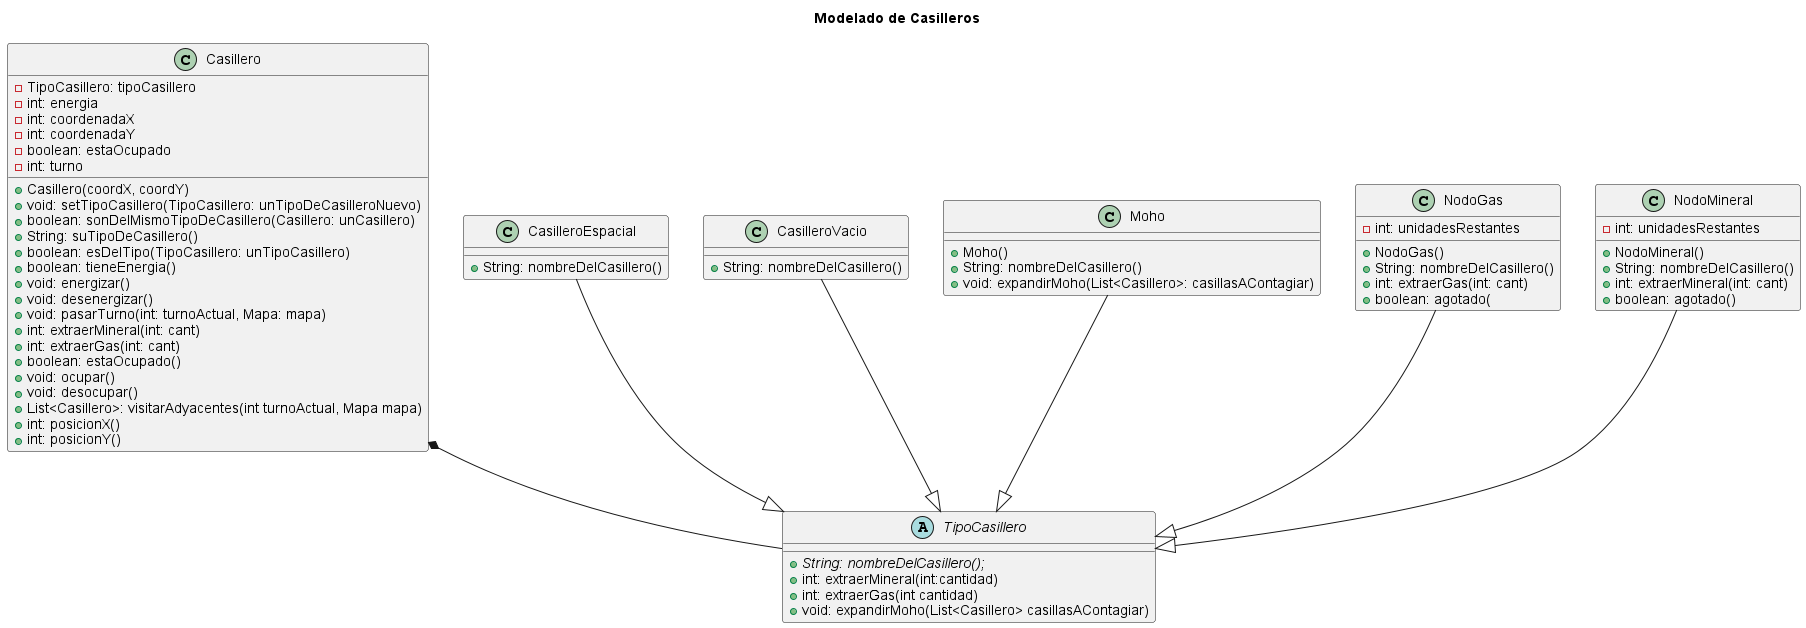 Modelado de Casilleros
C Casillero
TipoCasillero: tipoCasillero
int: energia
int: coordenadaX
int: coordenadaY
boolean: estaOcupado
int: turno
Casillero(coordX, coordY)
void: setTipoCasillero(TipoCasillero: unTipoDeCasilleroNuevo)
boolean: sonDelMismoTipoDeCasillero(Casillero: unCasillero)
String: suTipoDeCasillero()
boolean: esDelTipo(TipoCasillero: unTipoCasillero)
boolean: tieneEnergia()
void: energizar()
void: desenergizar()
void: pasarTurno(int: turnoActual, Mapa: mapa)
int: extraerMineral(int: cant)
int: extraerGas(int: cant)
boolean: estaOcupado()
void: ocupar()
void: desocupar()
List<Casillero>: visitarAdyacentes(int turnoActual, Mapa mapa)
int: posicionX()
int: posicionY()
C CasilleroEspacial
String: nombreDelCasillero()
C CasilleroVacio
String: nombreDelCasillero()
C Moho
Moho()
String: nombreDelCasillero()
void: expandirMoho(List<Casillero>: casillasAContagiar)
C NodoGas
int: unidadesRestantes
NodoGas()
String: nombreDelCasillero()
int: extraerGas(int: cant)
boolean: agotado(
C NodoMineral
int: unidadesRestantes
NodoMineral()
String: nombreDelCasillero()
int: extraerMineral(int: cant)
boolean: agotado()
A TipoCasillero
String: nombreDelCasillero();
int: extraerMineral(int:cantidad)
int: extraerGas(int cantidad)
void: expandirMoho(List<Casillero> casillasAContagiar)